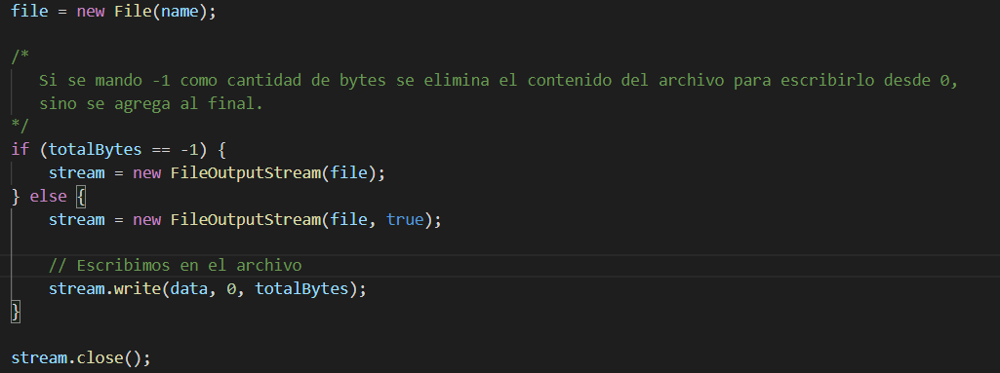 file = new File(name);
/*
Si se mando -1 como cantidad de bytes se elimina el contenido del archivo para escribirlo desde 0,
sino se agrega al final.
*/
if (totalBytes == -1) {
stream = new FileOutputStream(file);
} else {
stream = new FileOutputStream(file, true);
// Escribimos en el archivo
stream.write(data, 0, totalBytes);
}
stream.close();